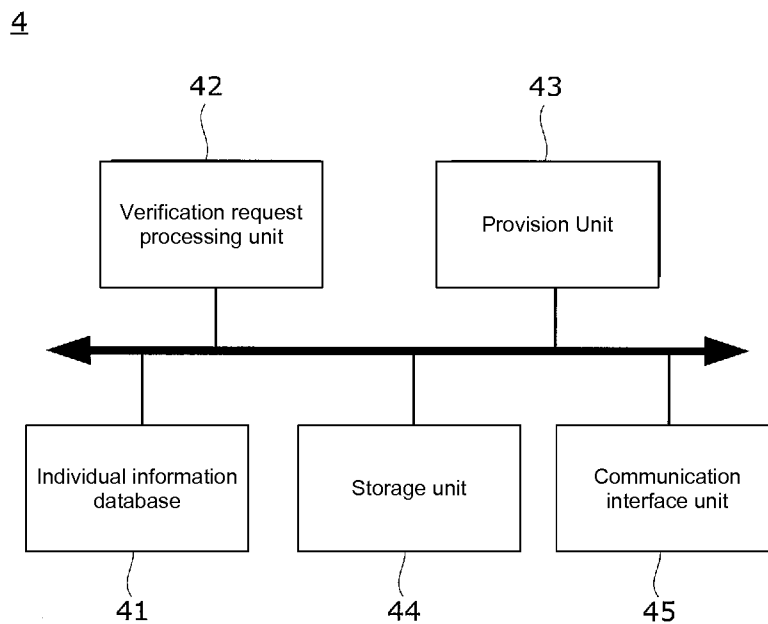 4
42
43
Verification request
processing unit
Provision Unit
Individual information
database
Storage unit
Communication
interface unit
41
44
45